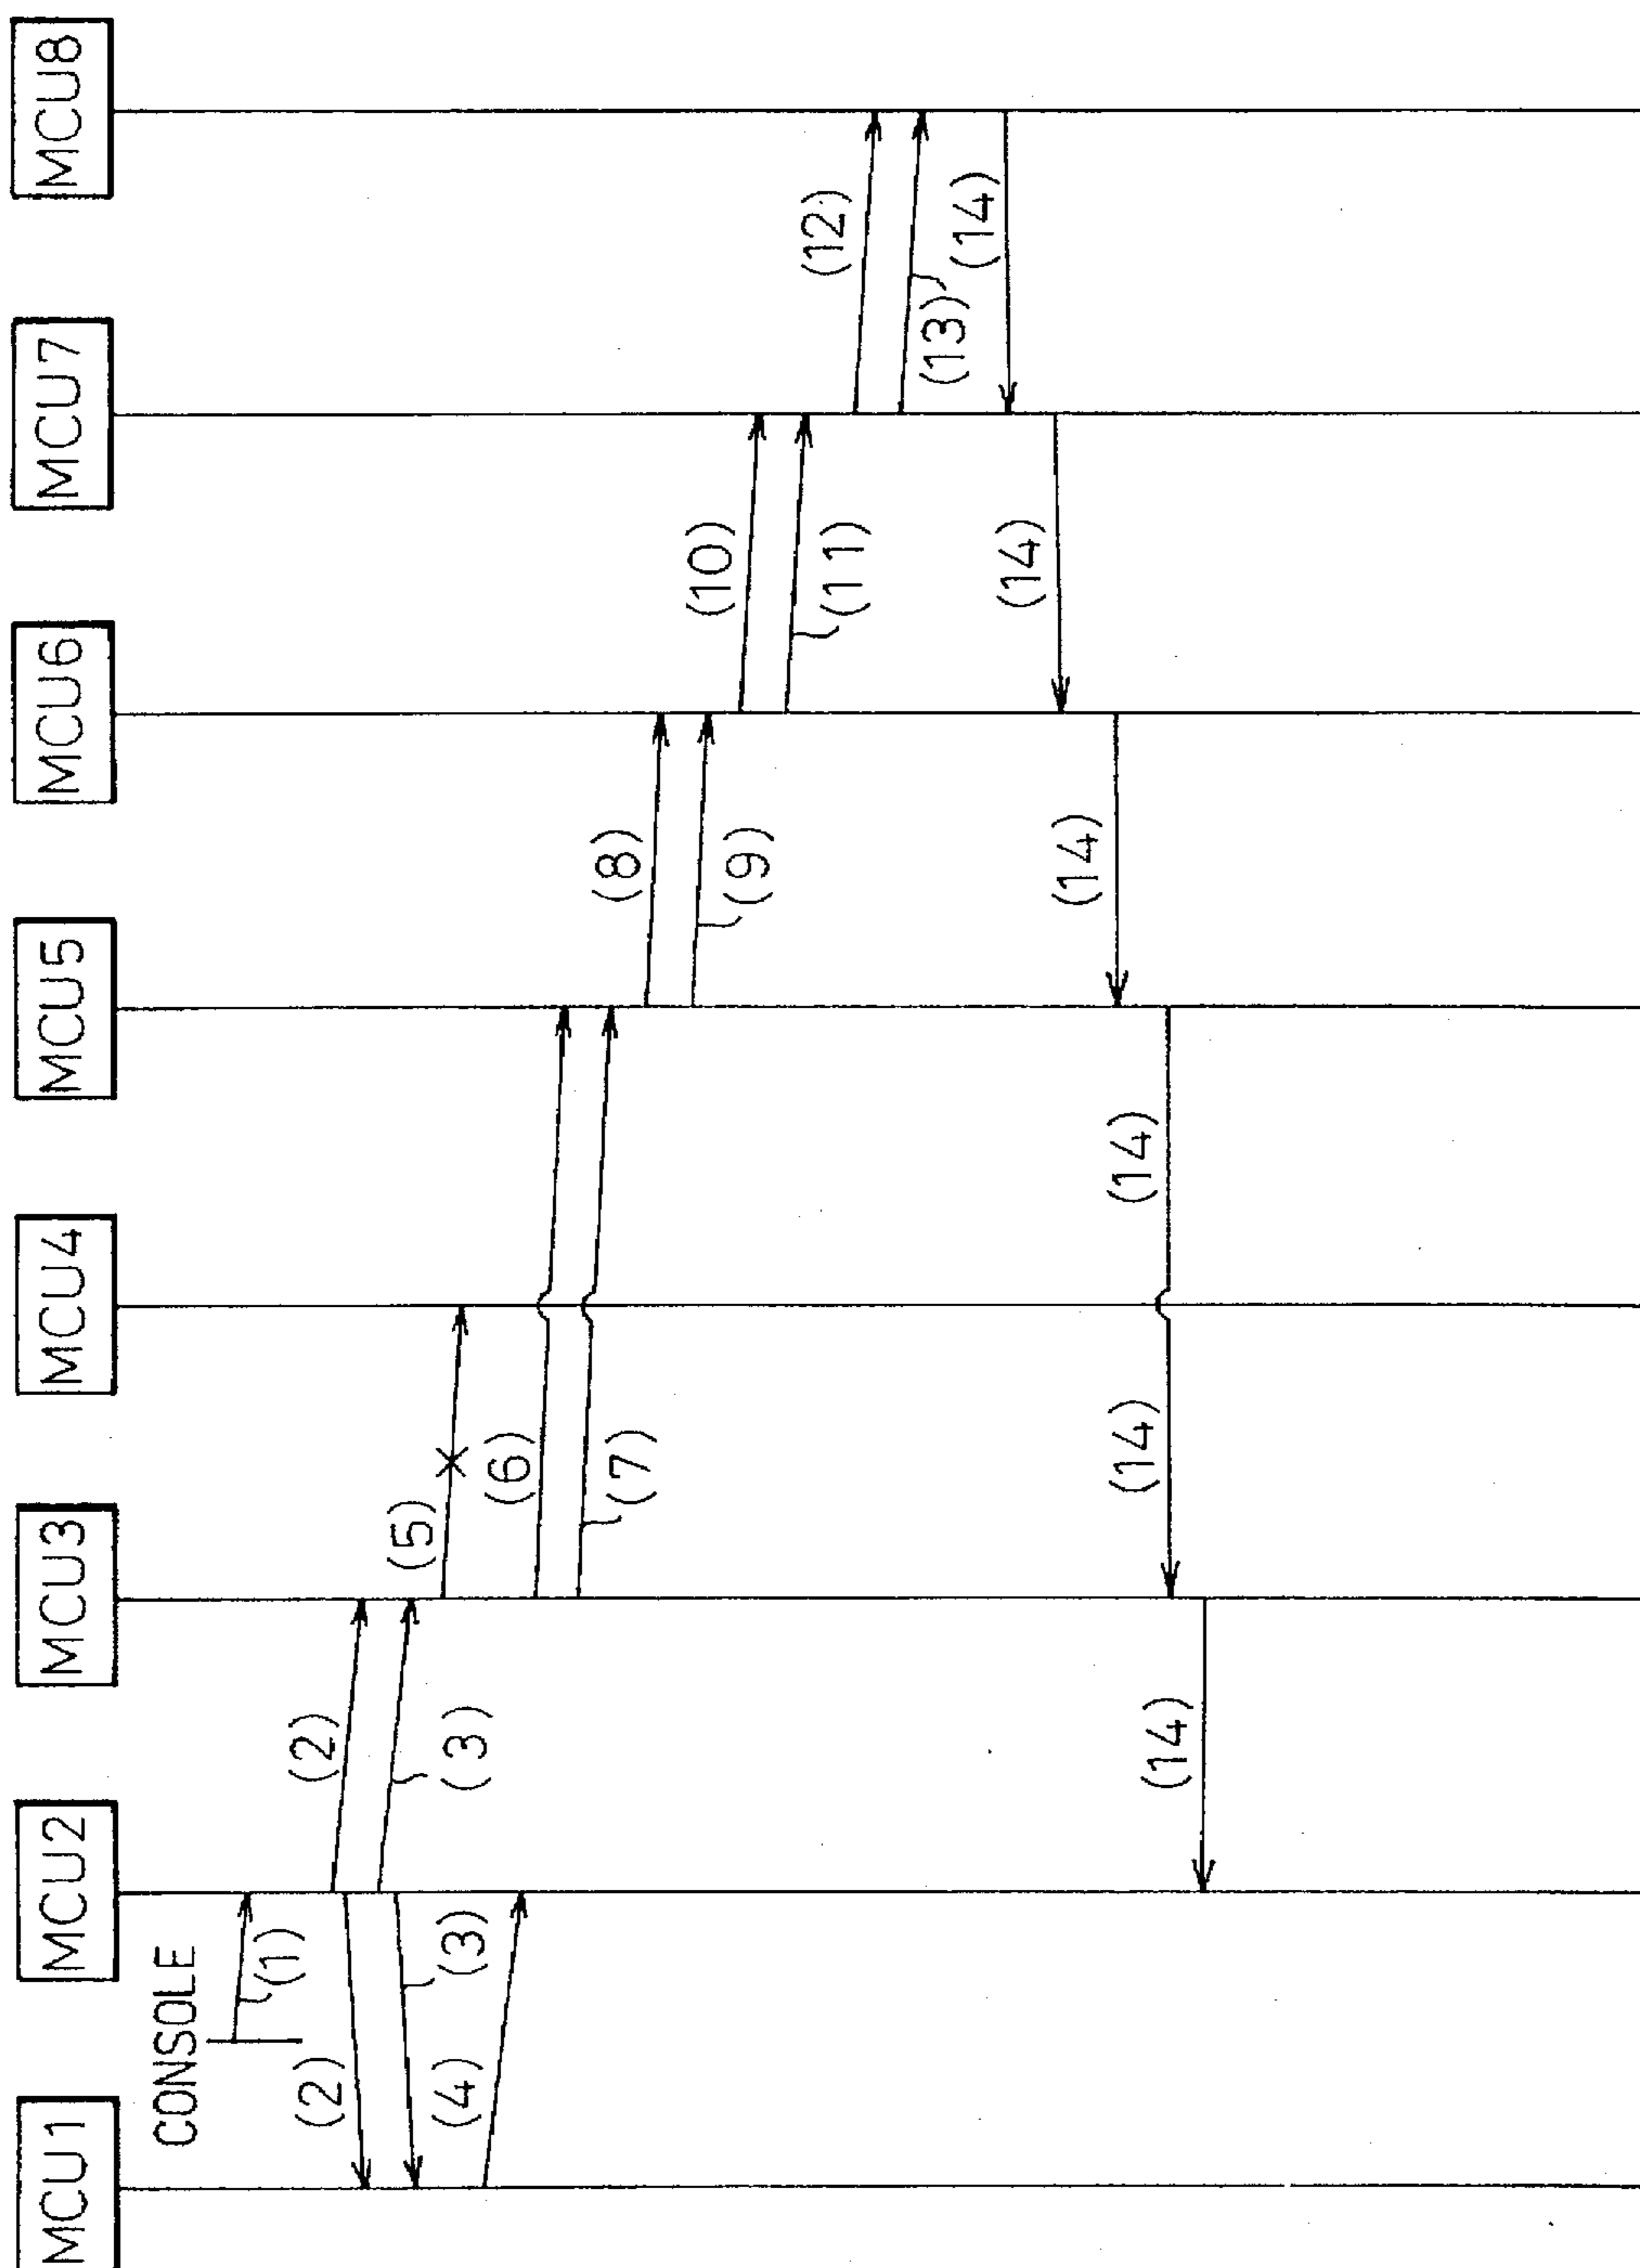 MCU1
MCU2
MCU3
MCU4
MCU5
MCU6
MCU7
MCU8
CONSOLE
(1)
(2)
(2)
(3)
(3)
(4)
(5)
(6)
(7)
(8)
(9)
(10)
(11)
(12)
(13)
(14)
(14)
(14)
(14)
(14)
(14)